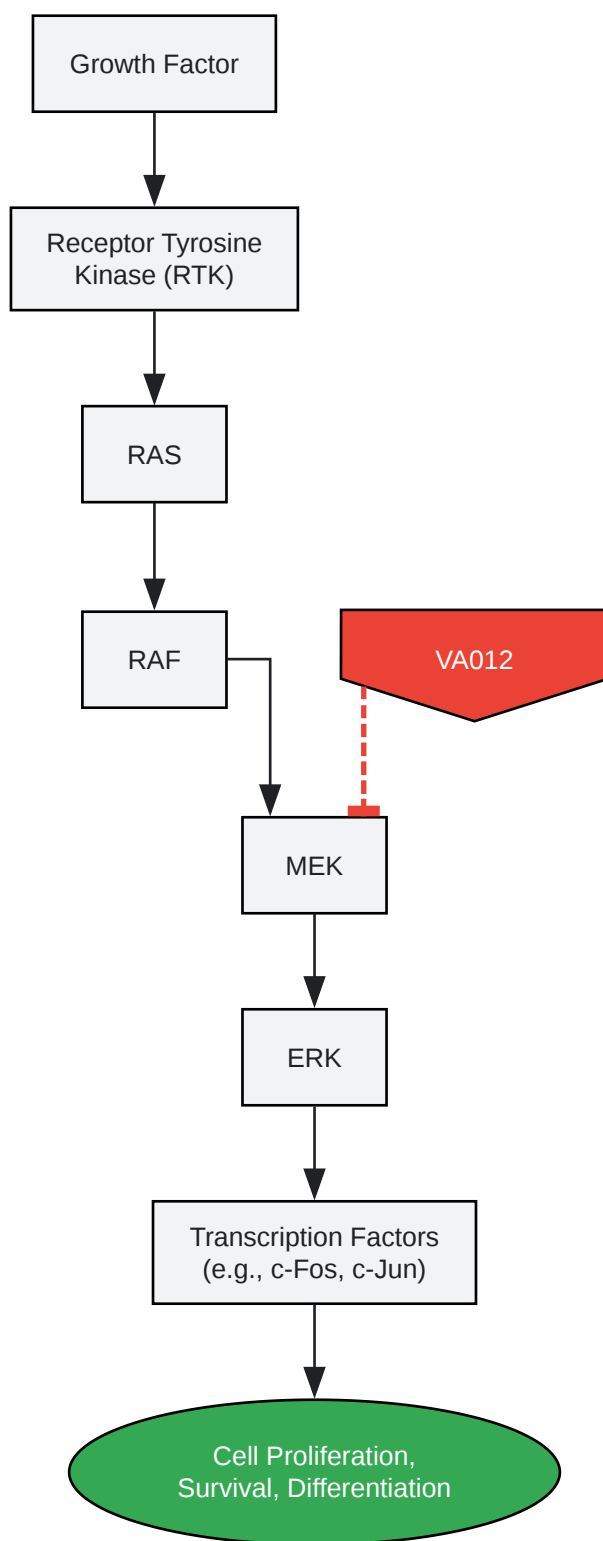 Growth Factor
Receptor Tyrosine
Kinase (RTK)
RAS
RAF
VA012
MEK
ERK
Transcription Factors
(e.g., c-Fos, c-Jun)
Cell Proliferation,
Survival, Differentiation